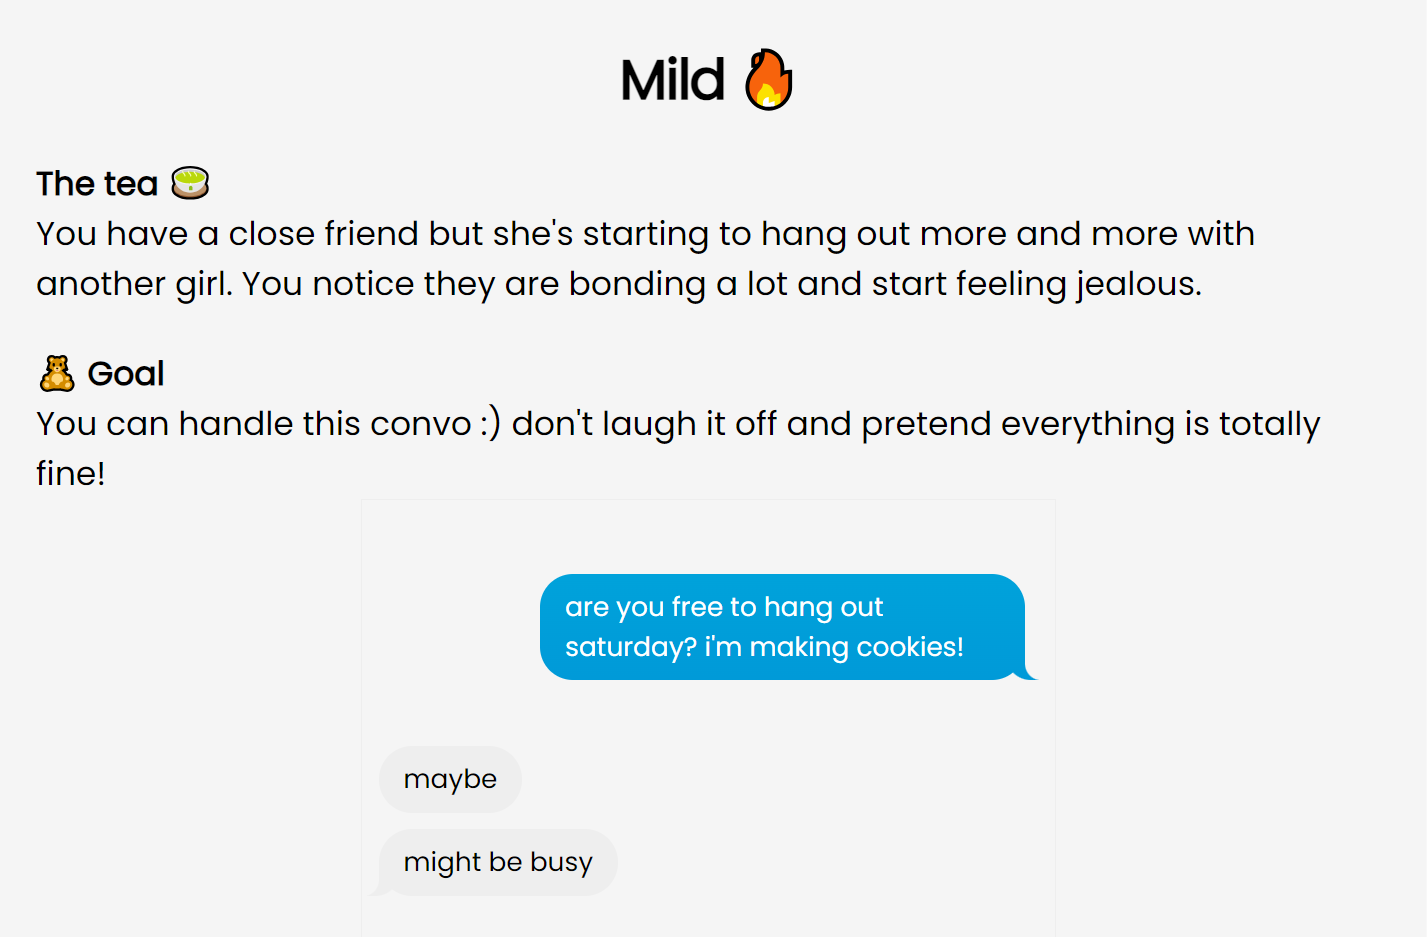 Mild 🔥
The tea 🍵
You have a close friend but she's starting to hang out more and more with
another girl. You notice they are bonding a lot and start feeling jealous.
🧸 Goal
You can handle this convo :) don't laugh it off and pretend everything is totally
fine!
are you free to hang out
saturday? i'm making cookies!
maybe
might be busy